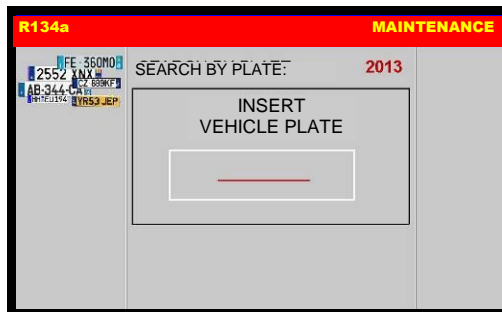 R134a
MAINTENANCE
FE·360MO
2552 XNX
CZ 889KF
AB-344-CA
YR53 JEP
SEARCH BY PLATE:
2013
INSERT
VEHICLE PLATE